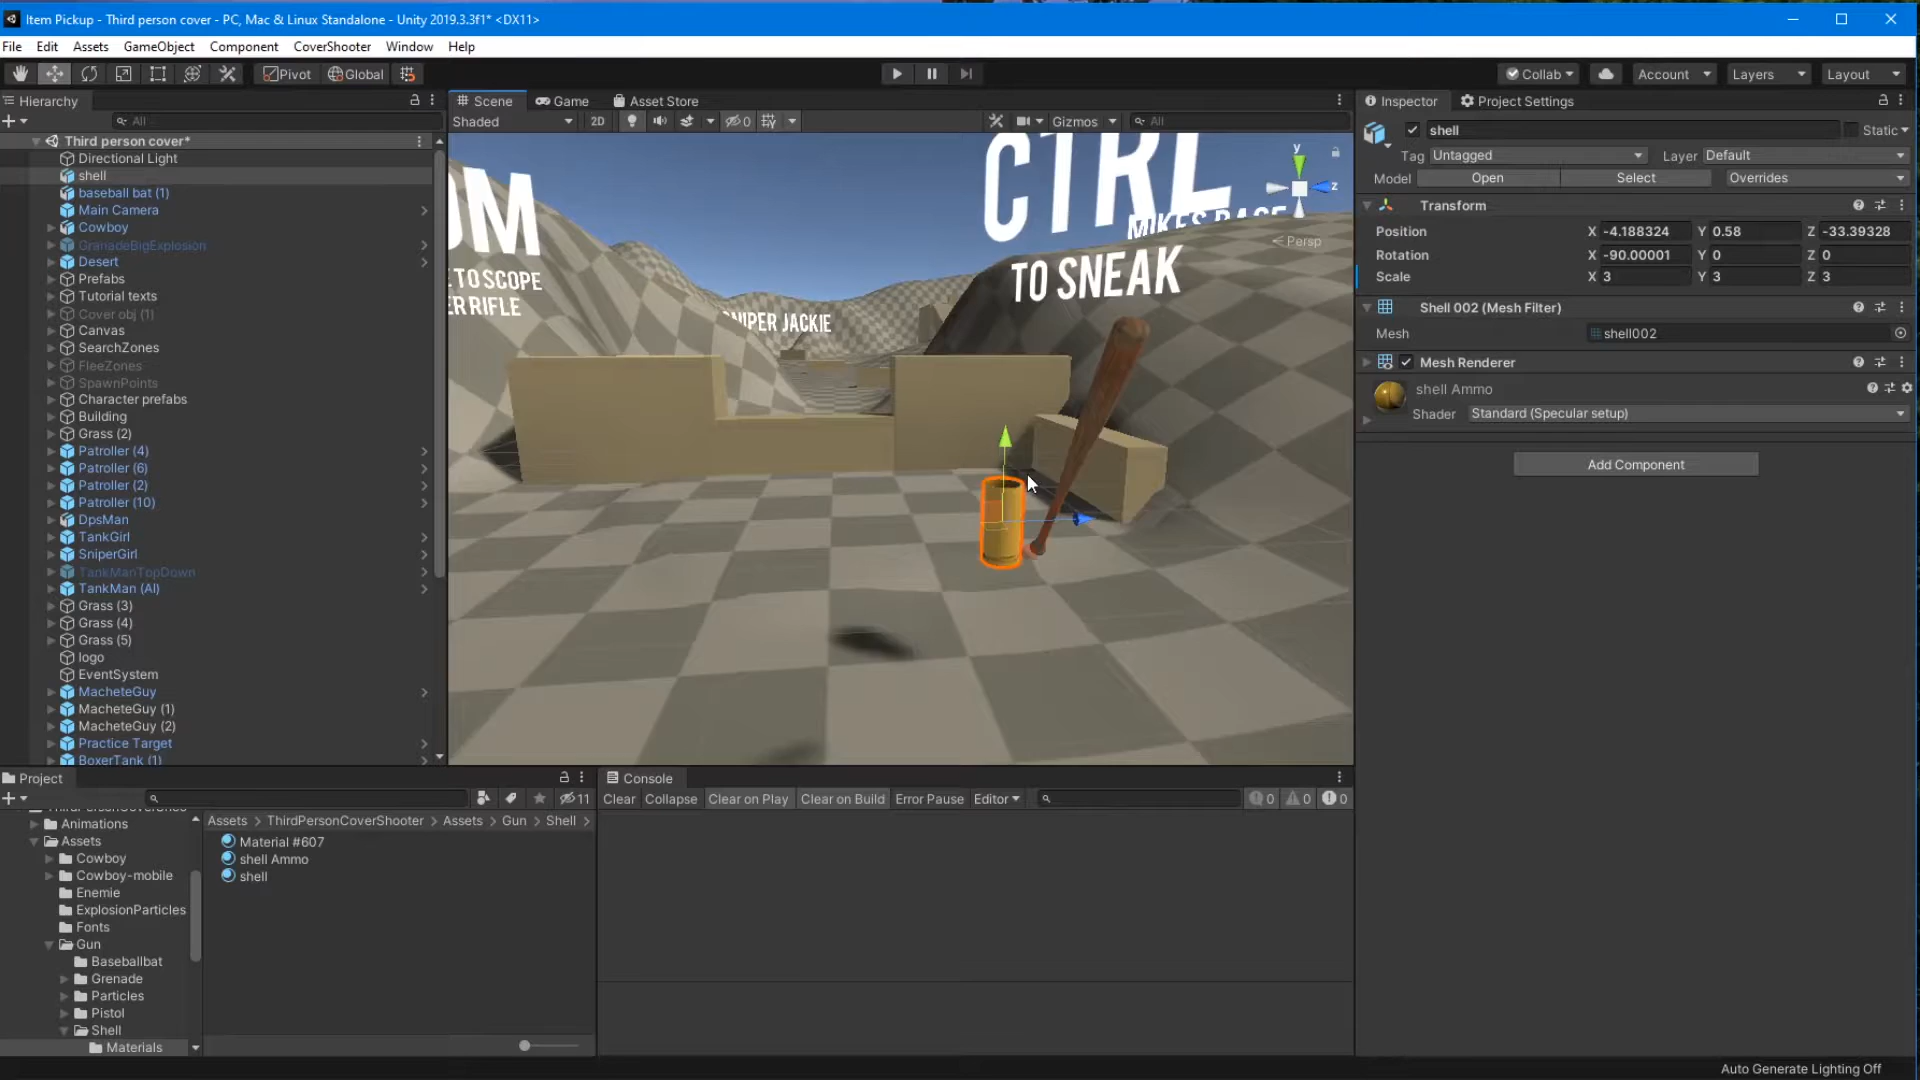 Item Pickup - Third person cover - PC, Mac & Linux Standalone - Unity 2019.3.3f1* <DX11>
File Edit Assets GameObject Component CoverShooter Window Help
Pivot Global Collab Account Layers Layout
Hierarchy
All
Third person cover*
Directional Light
shell
baseball bat (1)
Main Camera
Cowboy
GranadeBigExplosion
Desert
Prefabs
Tutorial texts
Cover obj (1)
Canvas
SearchZones
FleeZones
SpawnPoints
Character prefabs
Building
Grass (2)
Patroller (4)
Patroller (6)
Patroller (2)
Patroller (10)
DpsMan
TankGirl
SniperGirl
TankManTopDown
TankMan (AI)
Grass (3)
Grass (4)
Grass (5)
logo
EventSystem
MacheteGuy
MacheteGuy (1)
MacheteGuy (2)
Practice Target
BoxerTank (1)
Scene Game Asset Store
Shaded 2D 0 Gizmos All
OM
E TO SCOPE
ER RIFLE
SNIPER JACKIE
CTRL
TO SNEAK
y
z
Persp
Inspector Project Settings
shell Static
Tag Untagged Layer Default
Model Open Select Overrides
Transform
Position X -4.188324 Y 0.58 Z -33.39328
Rotation X -90.00001 Y 0 Z 0
Scale X 3 Y 3 Z 3
Shell 002 (Mesh Filter)
Mesh shell002
Mesh Renderer
shell Ammo
Shader Standard (Specular setup)
Add Component
Project
11
Animations
Assets
Cowboy
Cowboy-mobile
Enemie
ExplosionParticles
Fonts
Gun
Baseballbat
Grenade
Particles
Pistol
Shell
Materials
Assets > ThirdPersonCoverShooter > Assets > Gun > Shell >
Material #607
shell Ammo
shell
Console
Clear Collapse Clear on Play Clear on Build Error Pause Editor 0 0 0
Auto Generate Lighting Off